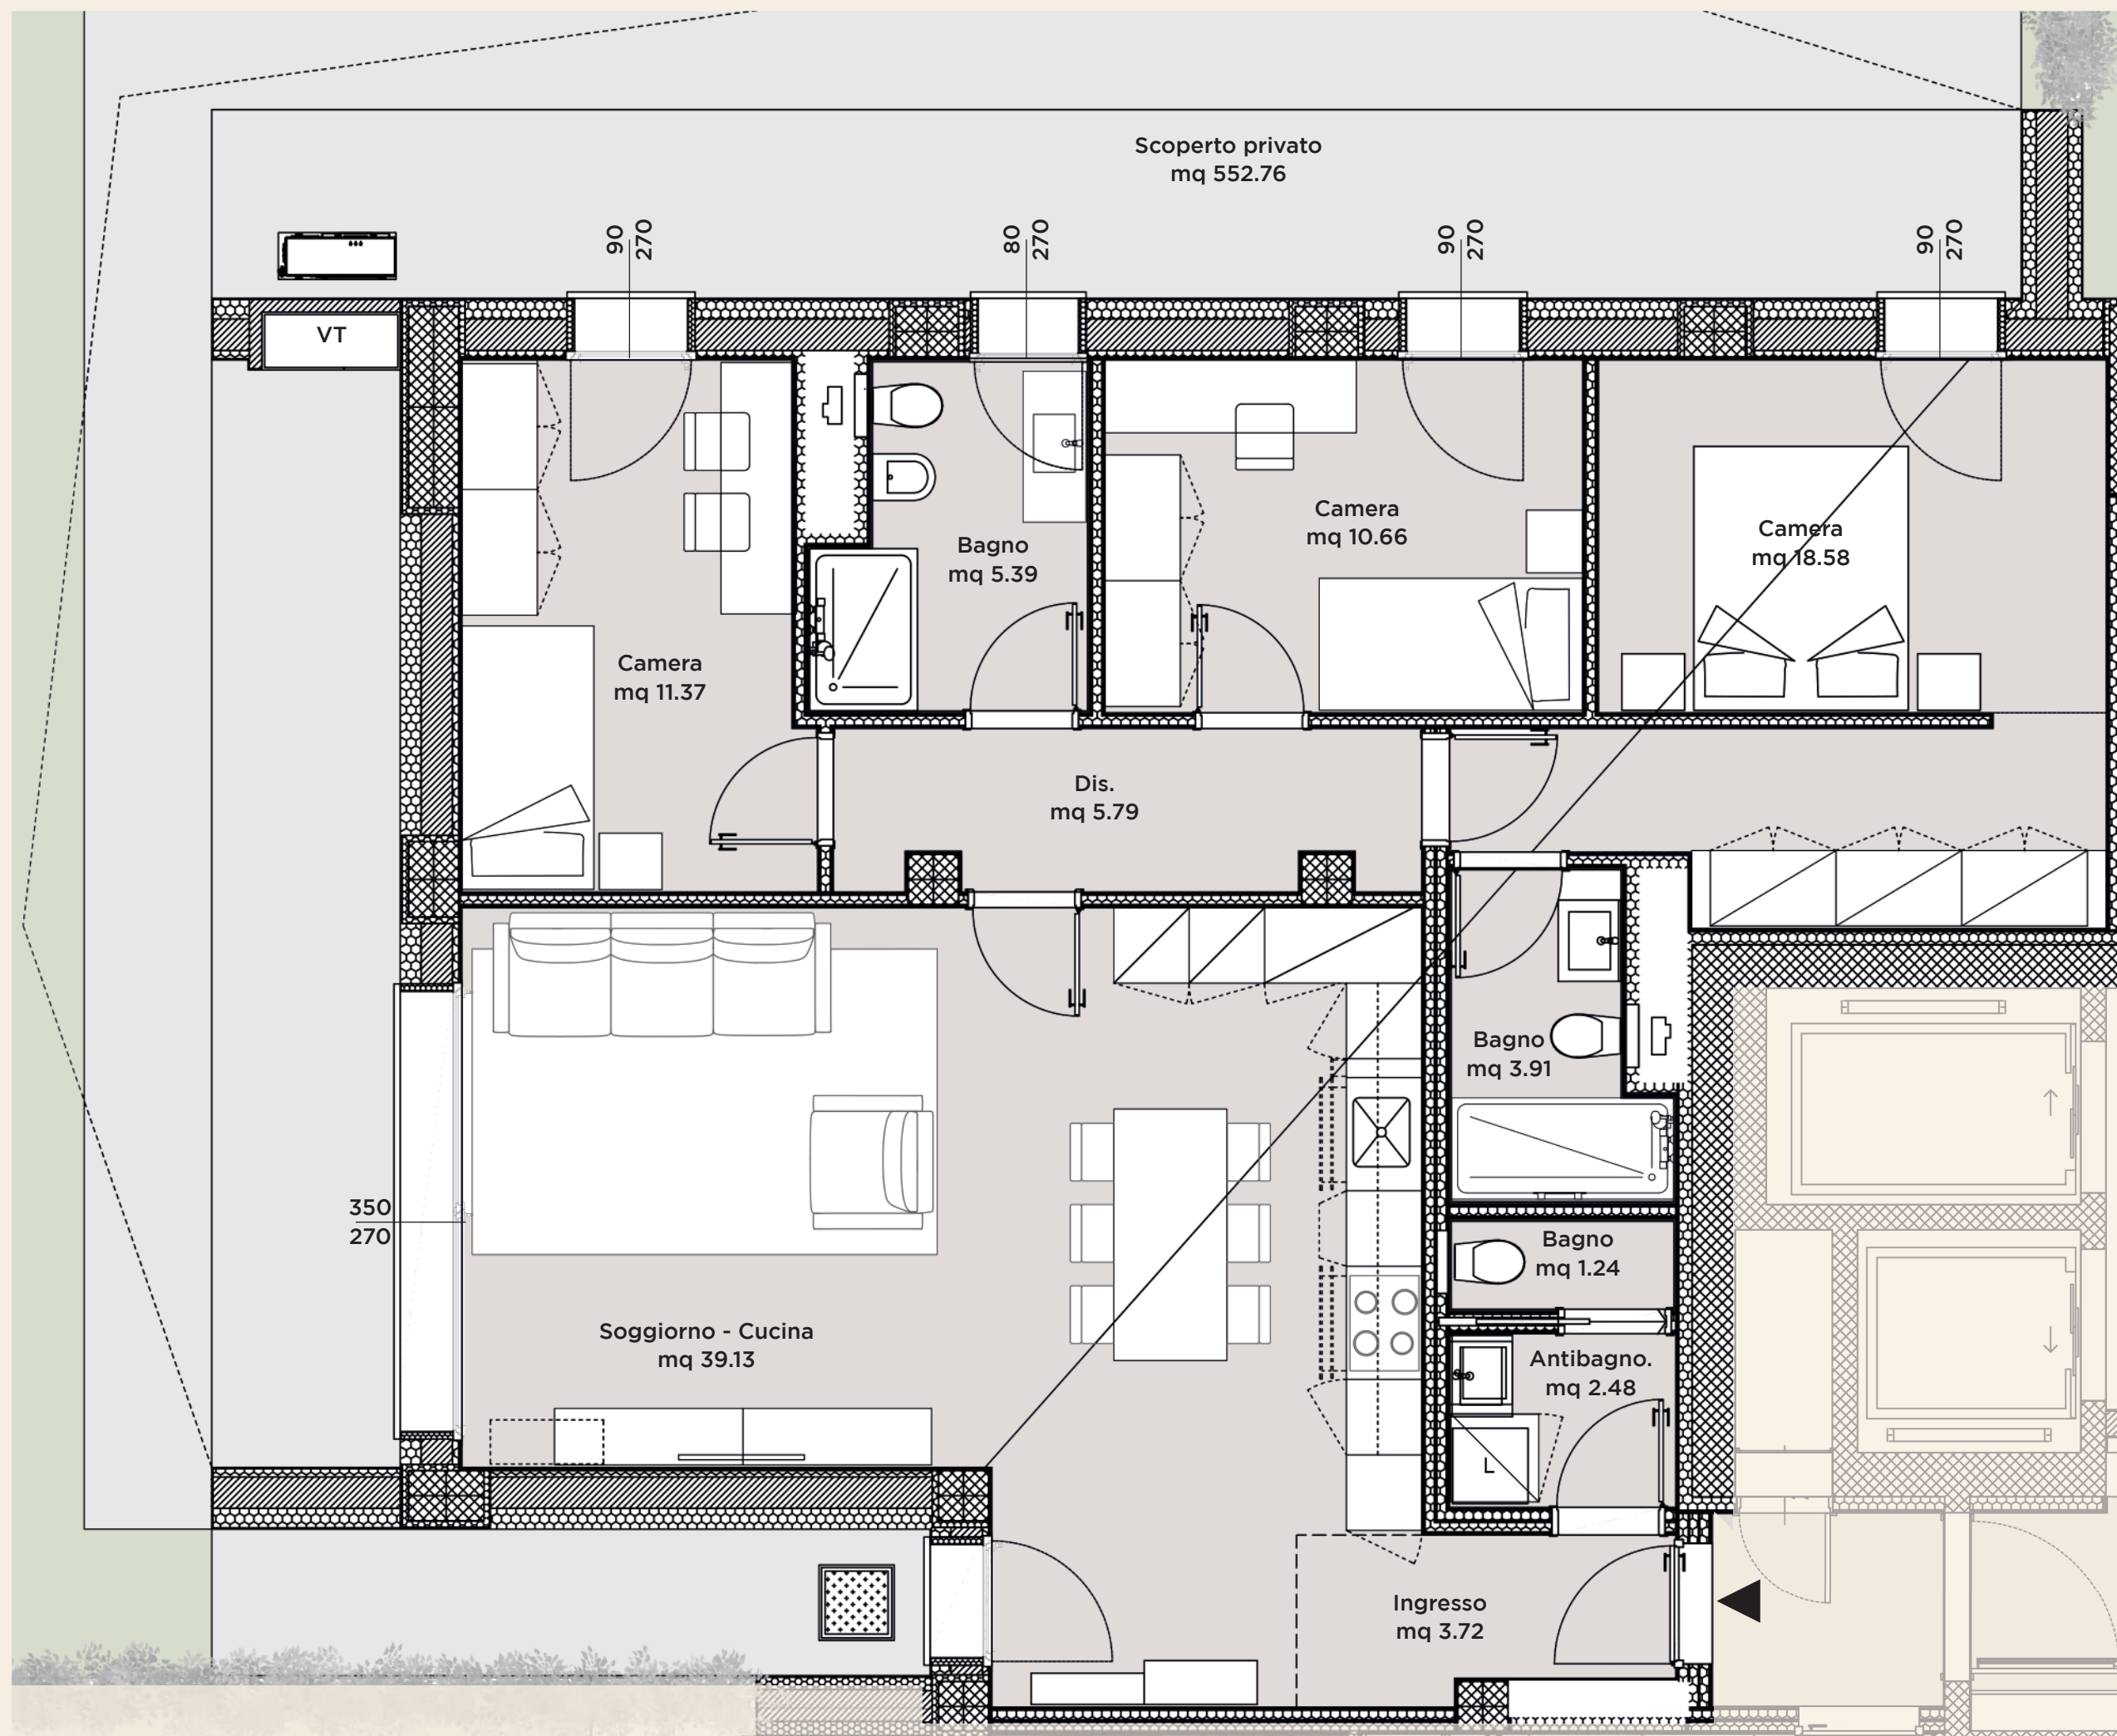 Scoperto privato
mq 552.76
90
270
80
270
90
270
90
270
VT
Camera
mq 11.37
Bagno
mq 5.39
Camera
mq 10.66
Camera
mq 18.58
Dis.
mq 5.79
Bagno
mq 3.91
350
270
Bagno
mq 1.24
Soggiorno - Cucina
mq 39.13
Antibagno.
mq 2.48
L
Ingresso
mq 3.72